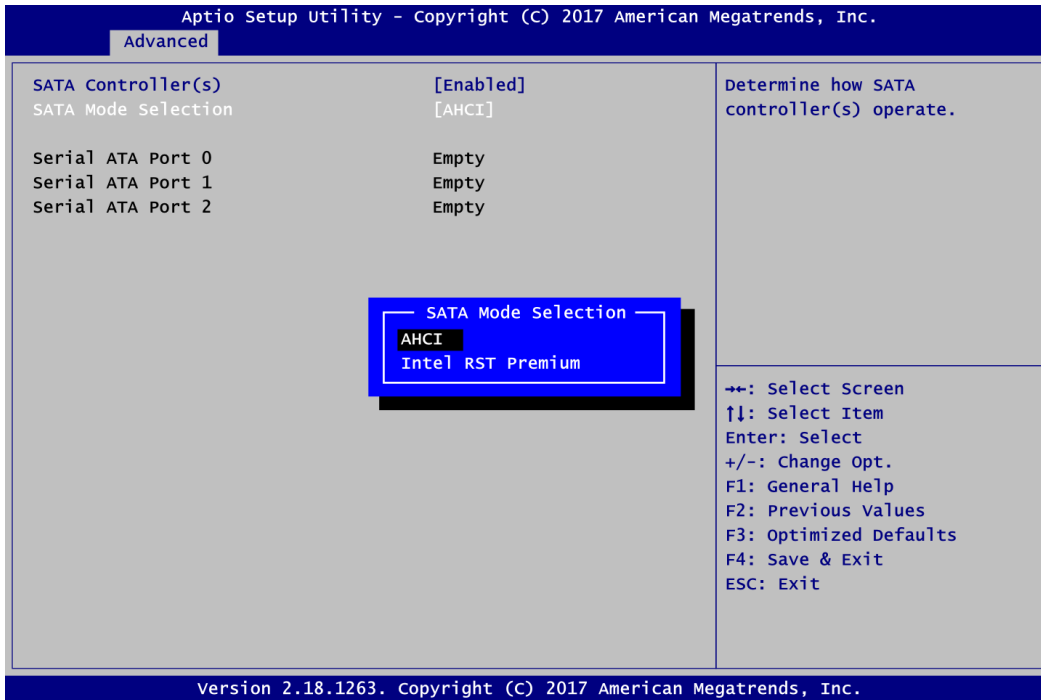 Aptio Setup Utility - Copyright (C) 2017 American Megatrends, Inc.
Advanced
SATA Controller(s) [Enabled]
SATA Mode Selection [AHCI]
Serial ATA Port 0 Empty
Serial ATA Port 1 Empty
Serial ATA Port 2 Empty
SATA Mode Selection
AHCI
Intel RST Premium
Determine how SATA
controller(s) operate.
→←: Select Screen
↑↓: Select Item
Enter: Select
+/-: Change Opt.
F1: General Help
F2: Previous Values
F3: Optimized Defaults
F4: Save & Exit
ESC: Exit
Version 2.18.1263. Copyright (C) 2017 American Megatrends, Inc.